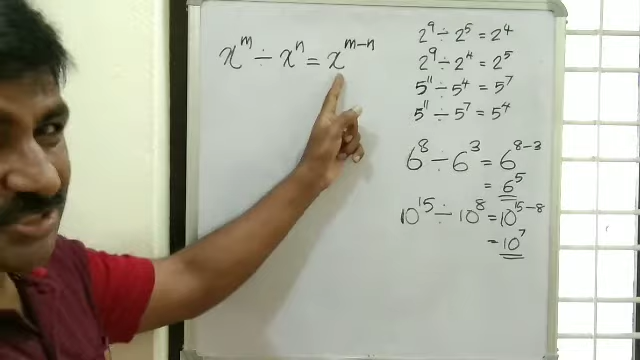 x^m ÷ x^n = x^(m-n)
2^9 ÷ 2^5 = 2^4
2^9 ÷ 2^4 = 2^5
5^11 ÷ 5^4 = 5^7
5^11 ÷ 5^7 = 5^4
6^8 ÷ 6^3 = 6^(8-3)
= 6^5
10^15 ÷ 10^8 = 10^(15-8)
= 10^7